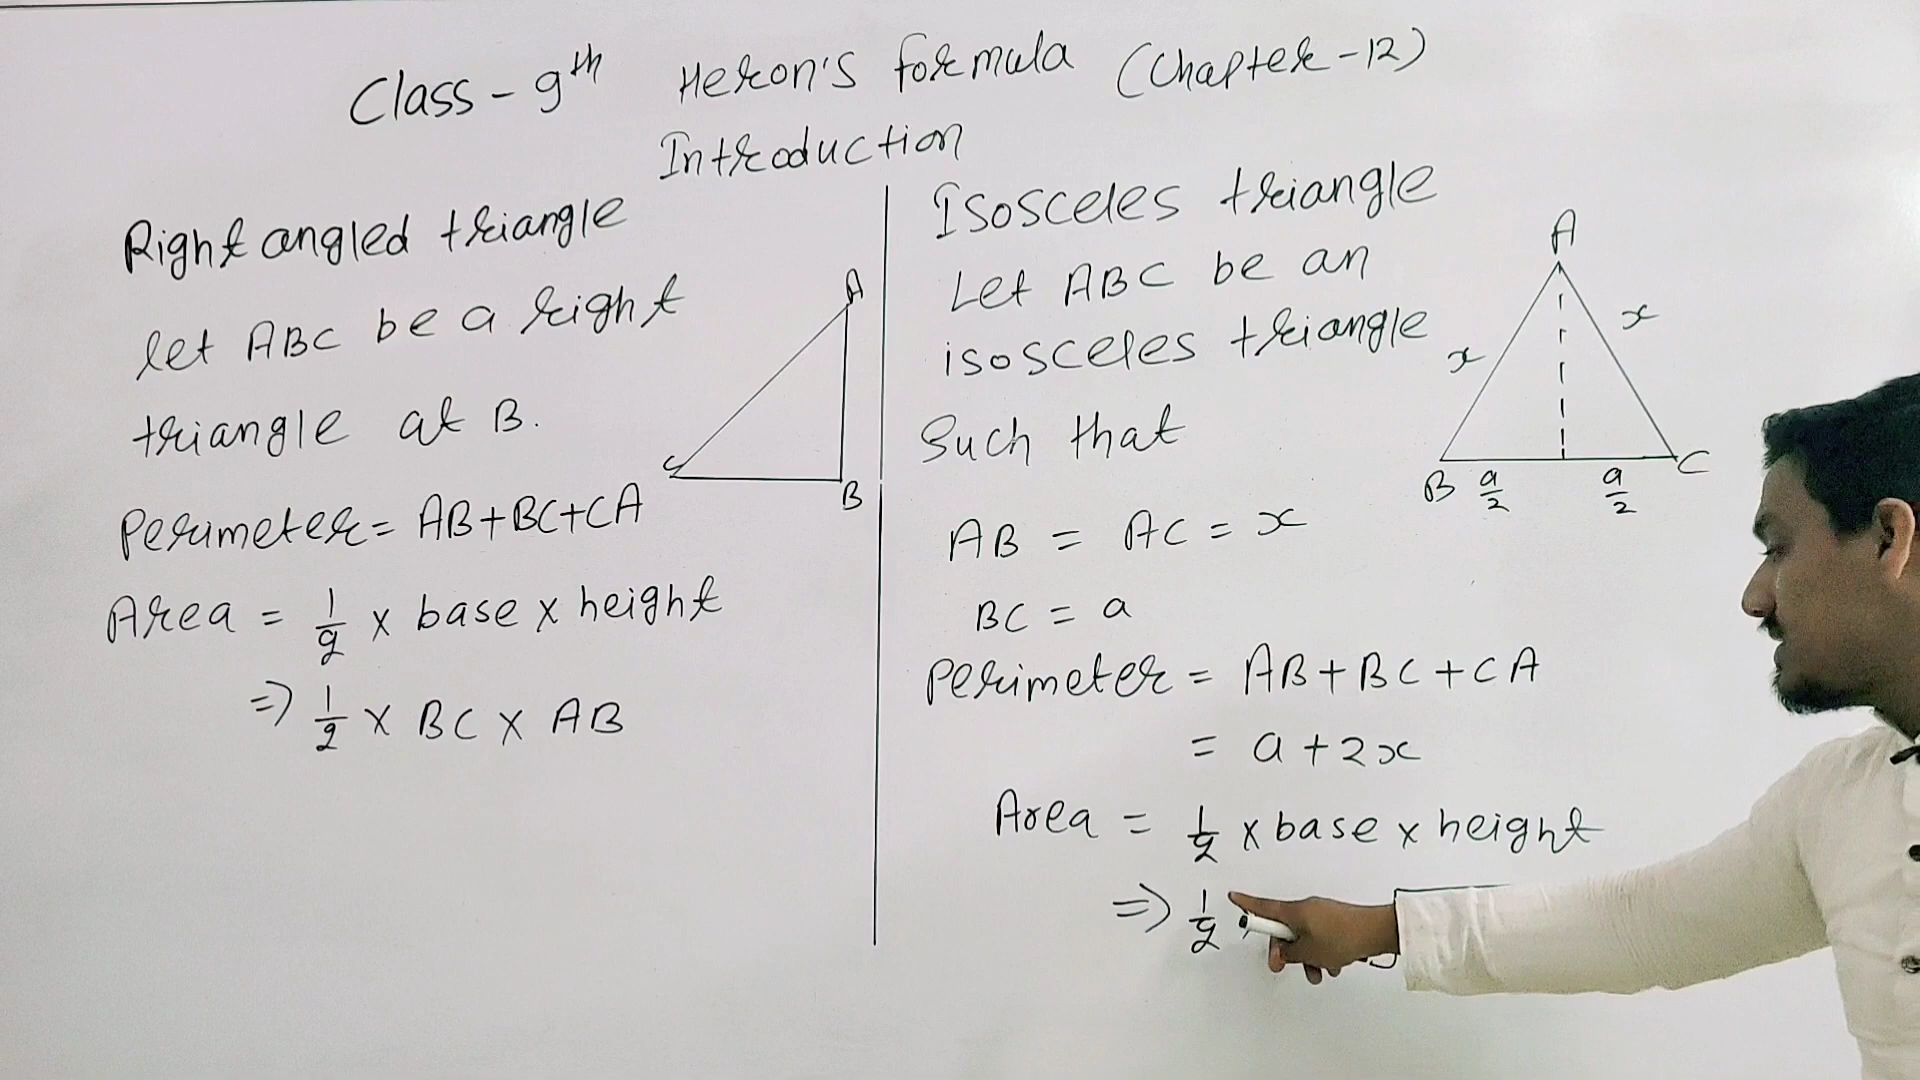 Class - 9th Heron's formula (Chapter-12)
Introduction
Right angled triangle
let ABC be a right
triangle at B.
Perimeter = AB+BC+CA
Area = 1/2 × base × height
⇒ 1/2 × BC × AB
A
C
B
Isosceles triangle
Let ABC be an
isosceles triangle
Such that
AB = AC = x
BC = a
Perimeter = AB+BC+CA
= a+2x
Area = 1/2 × base × height
⇒ 1/2
A
x
x
B a/2 a/2 C